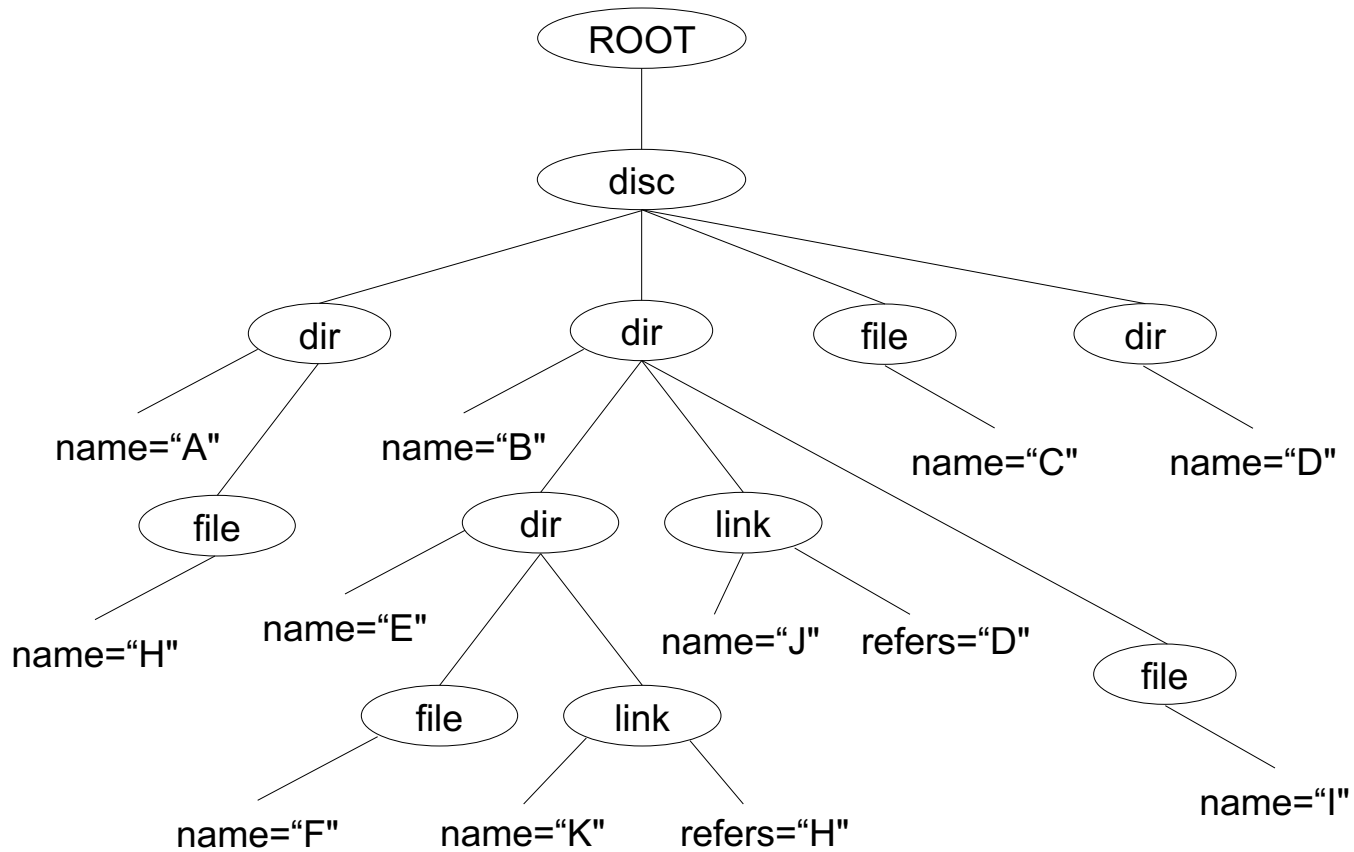 ROOT
disc
dir dir file dir
name=“A" name=“B" name=“C" name=“D"
file dir link
name=“H" name=“E" name=“J" refers=“D"
file link file
name=“F" name=“K" refers=“H" name=“I"